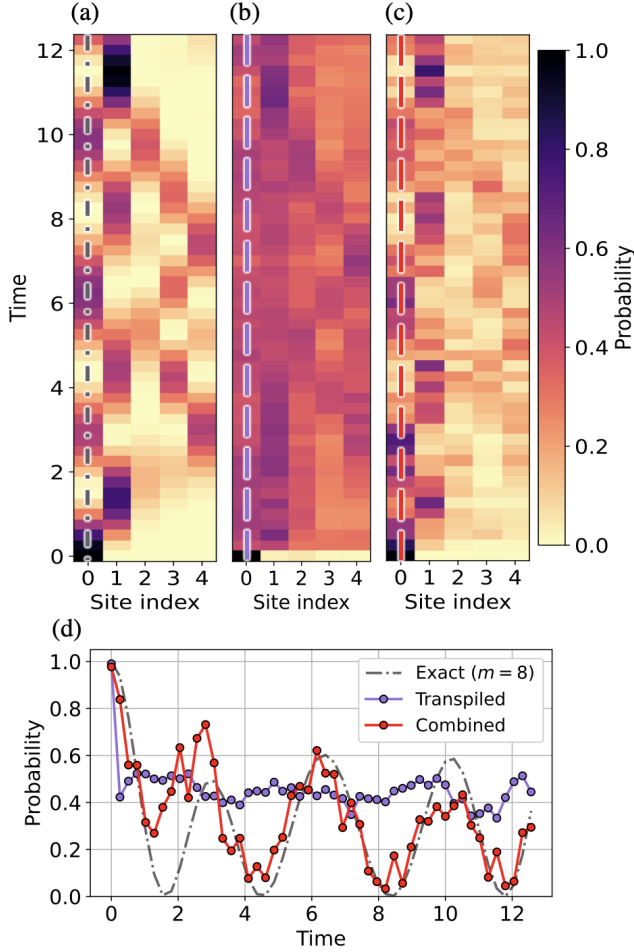 (a) (b) (c)
Time
12
10
8
6
4
2
0
0 1 2 3 4
Site index
0 1 2 3 4
Site index
0 1 2 3 4
Site index
1.0
0.8
0.6
0.4
0.2
0.0
Probability
(d)
Probability
1.0
0.8
0.6
0.4
0.2
0.0
Exact (m = 8)
Transpiled
Combined
0 2 4 6 8 10 12
Time